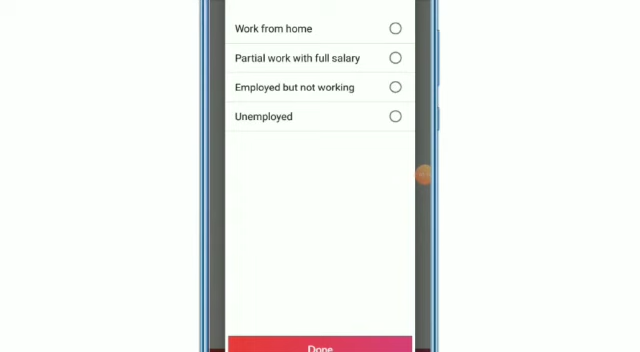 Work from home
Partial work with full salary
Employed but not working
Unemployed
Done